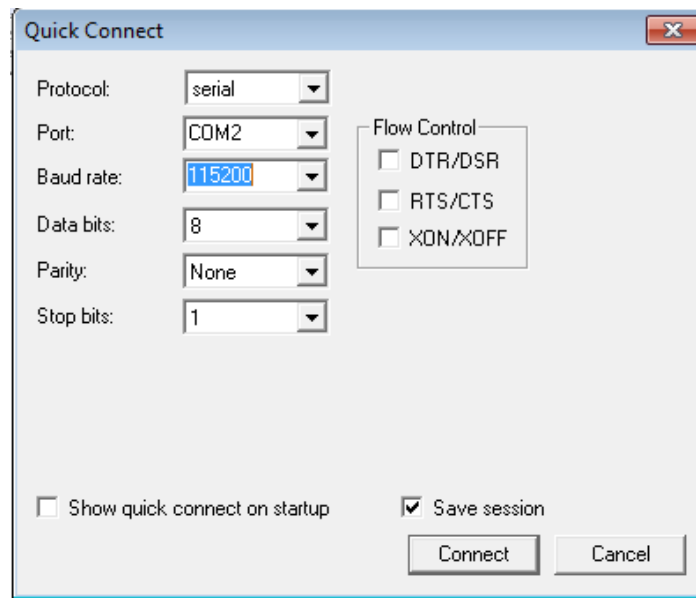 Quick Connect
Protocol: serial
Port: COM2
Flow Control
DTR/DSR
Baud rate: 115200
RTS/CTS
Data bits: 8
XON/XOFF
Parity: None
Stop bits: 1
Show quick connect on startup
Save session
Connect
Cancel